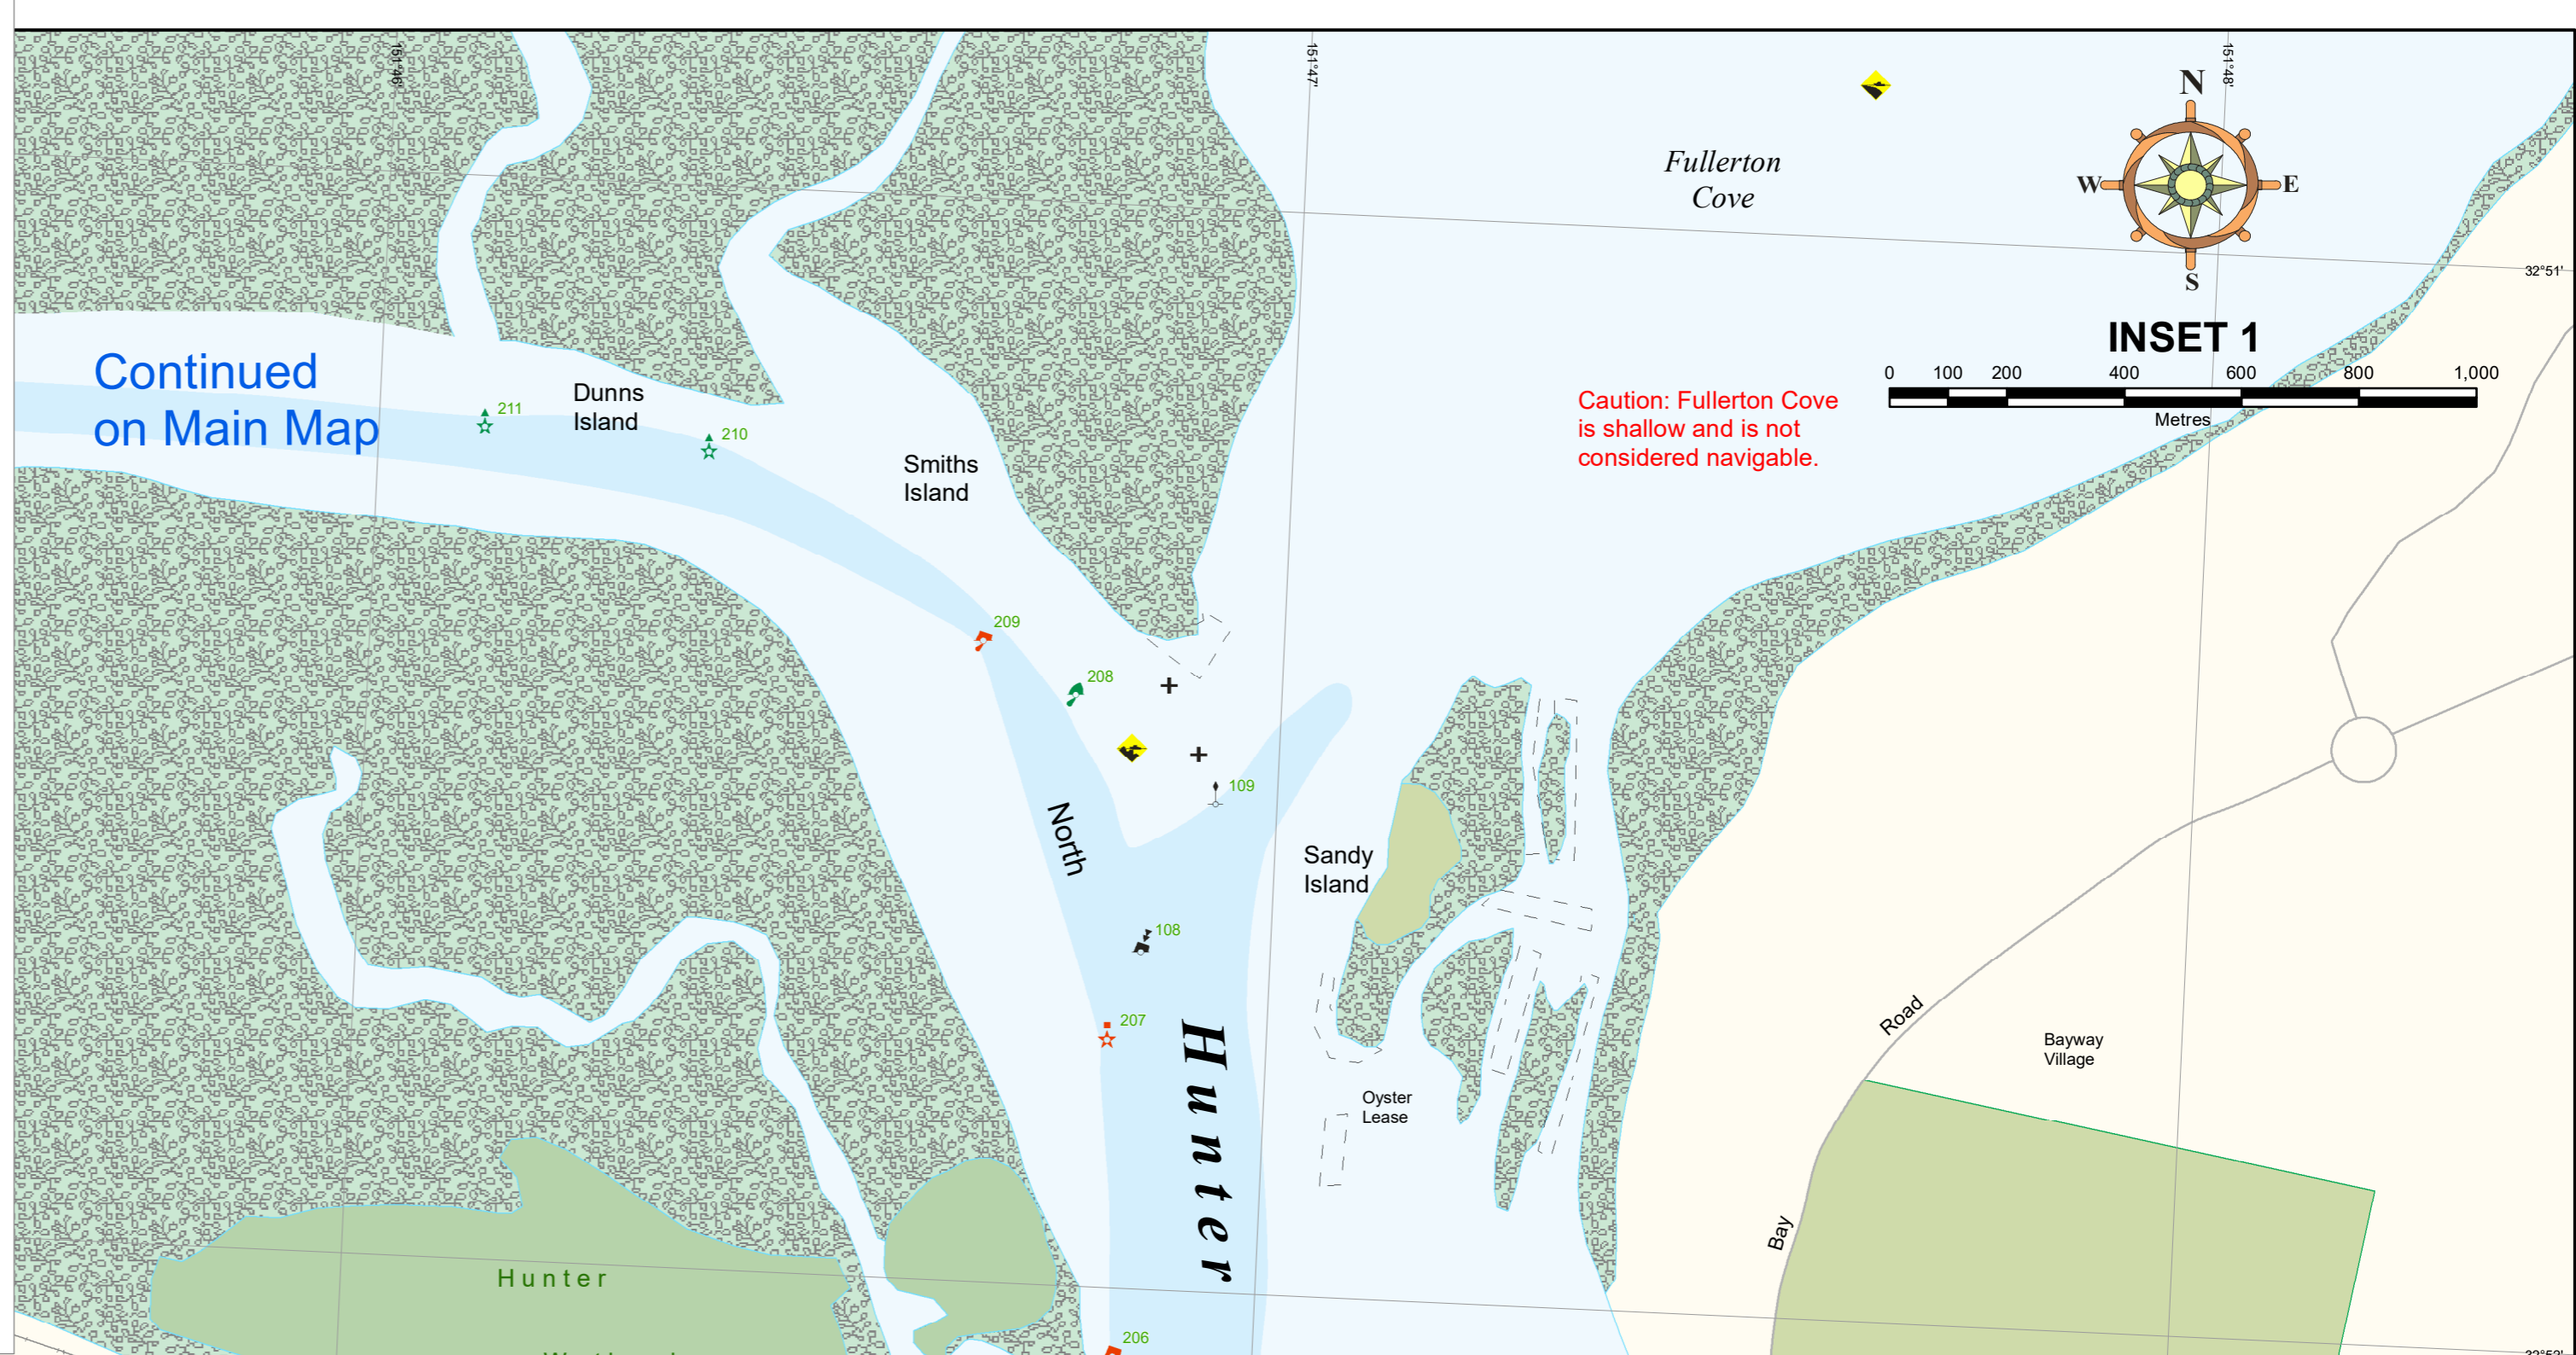 151°46'
151°47'
151°48'
N
W
E
S
Fullerton
Cove
32°51'
INSET 1
0 100 200 400 600 800 1,000
Metres
Continued
on Main Map
Caution: Fullerton Cove
is shallow and is not
considered navigable.
Dunns
Island
211
210
Smiths
Island
209
208
109
North
Sandy
Island
108
207
Hunter
Road
Bayway
Village
Oyster
Lease
Bay
Hunter
206